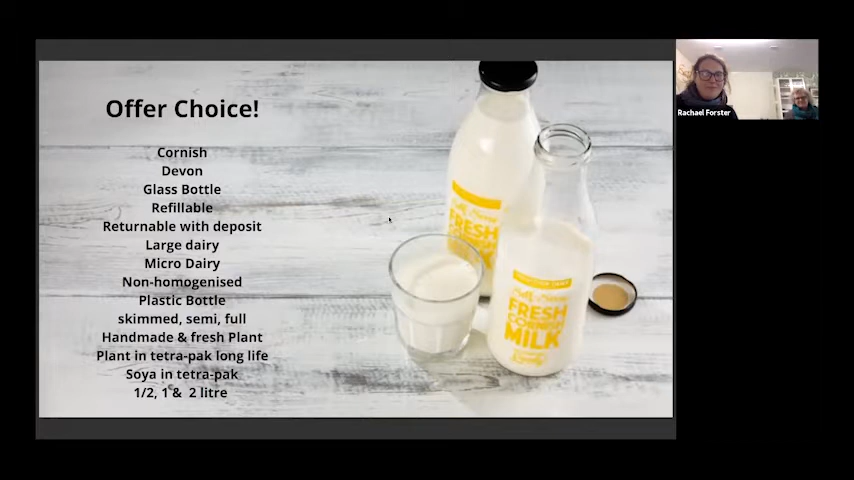 Offer Choice!
Cornish
Devon
Glass Bottle
Refillable
Returnable with deposit
Large dairy
Micro Dairy
Non-homogenised
Plastic Bottle
skimmed, semi, full
Handmade & fresh Plant
Plant in tetra-pak long life
Soya in tetra-pak
1/2, 1 & 2 litre
FRESH
FRESH
CORNISH
MILK
Rachael Forster